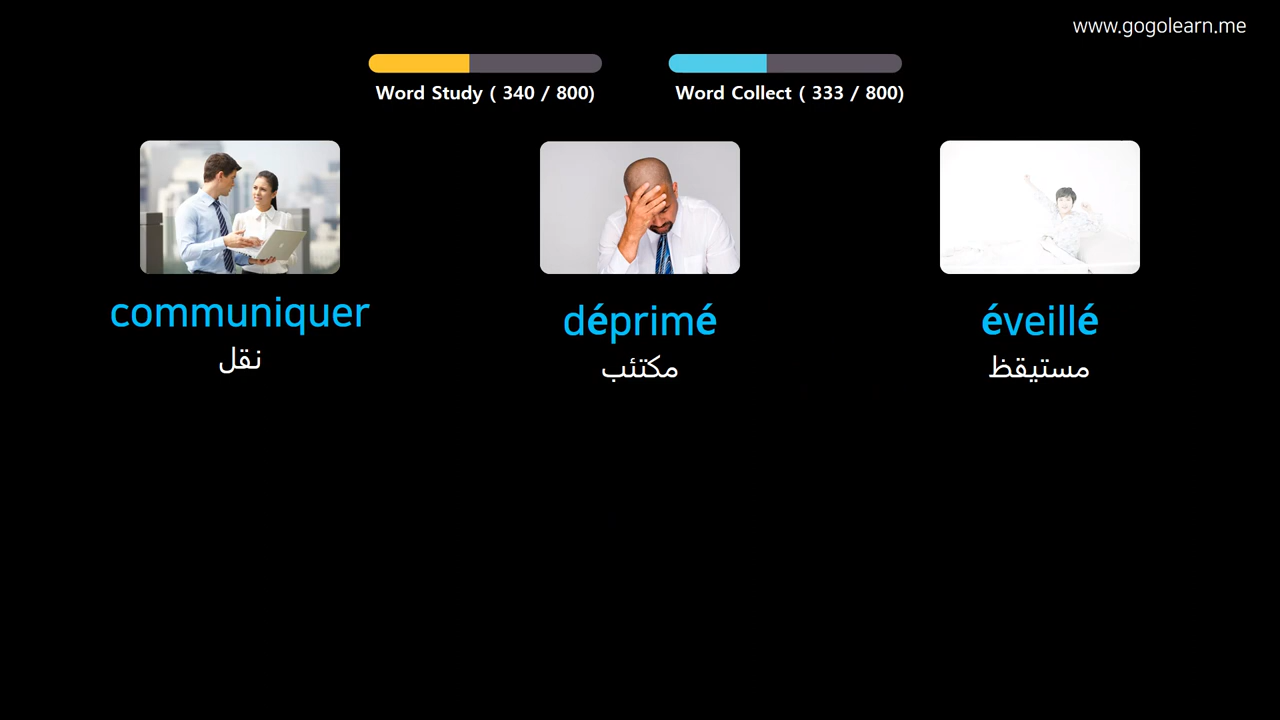 www.gogolearn.me
Word Study ( 340 / 800)
Word Collect ( 333 / 800)
communiquer
نقل
déprimé
مكتئب
éveillé
مستيقظ